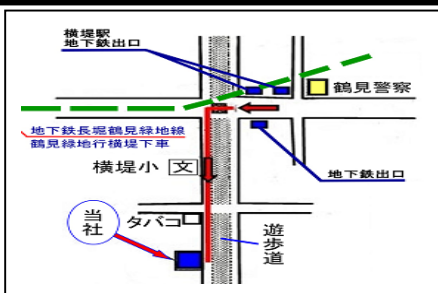 横堤駅
地下鉄出口
鶴見警察
地下鉄長堀鶴見緑地線
鶴見緑地行横堤下車
横堤小
文
地下鉄出口
当
社
タバコ
遊
歩
道